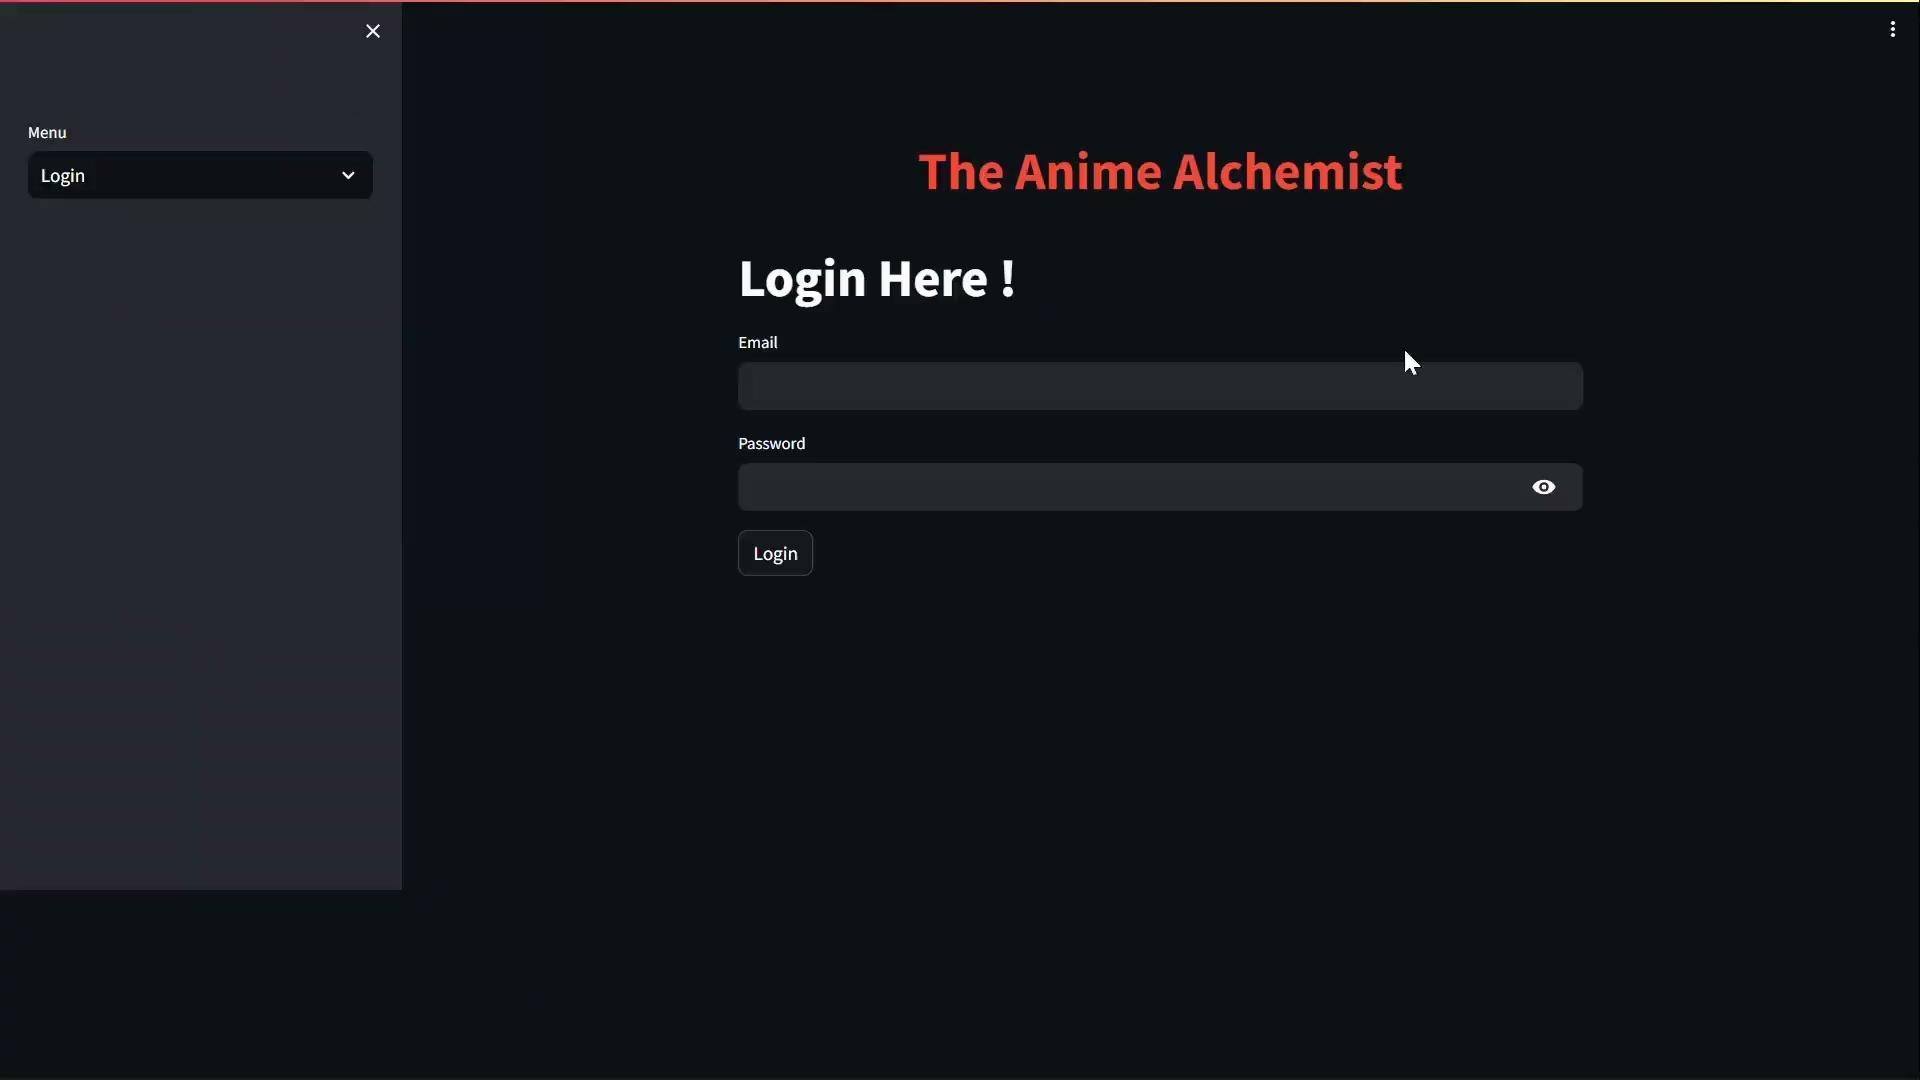 Menu
Login
The Anime Alchemist
Login Here !
Email
Password
Login